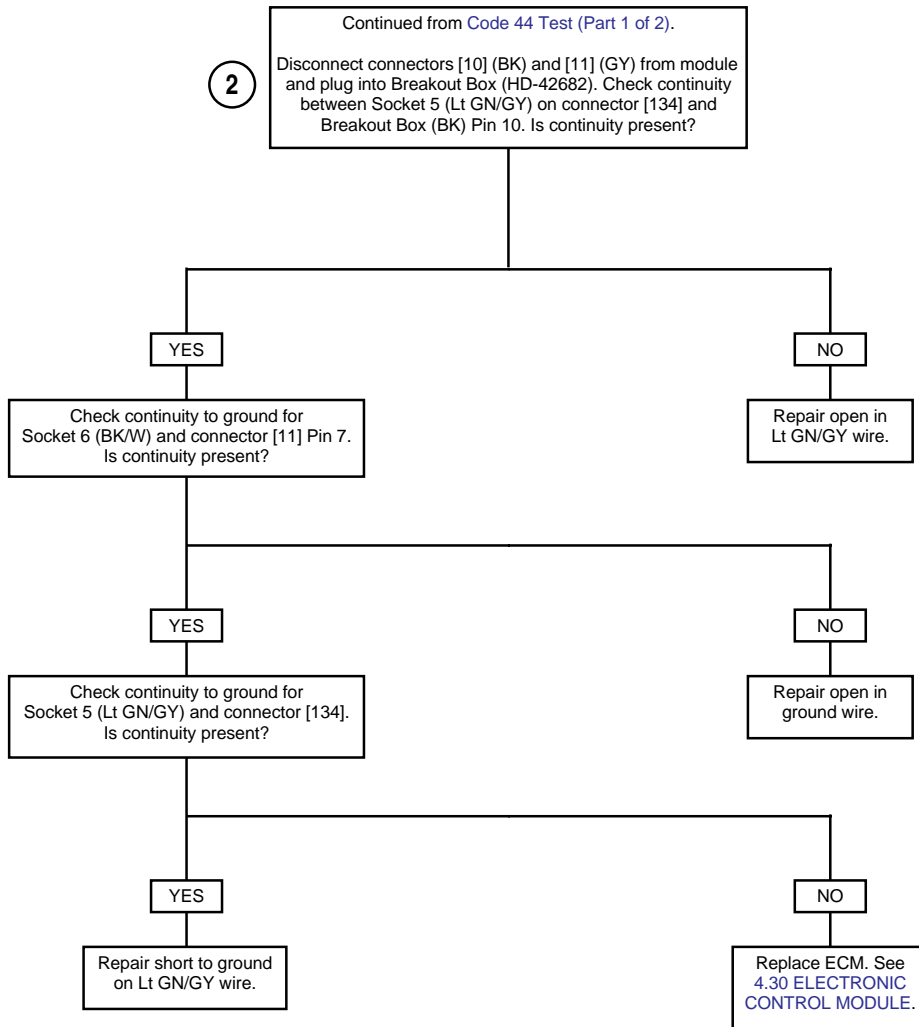 Continued from Code 44 Test (Part 1 of 2).
2
Disconnect connectors [10] (BK) and [11] (GY) from module
and plug into Breakout Box (HD-42682). Check continuity
between Socket 5 (Lt GN/GY) on connector [134] and
Breakout Box (BK) Pin 10. Is continuity present?
YES
NO
Check continuity to ground for
Socket 6 (BK/W) and connector [11] Pin 7.
Is continuity present?
Repair open in
Lt GN/GY wire.
YES
NO
Check continuity to ground for
Socket 5 (Lt GN/GY) and connector [134].
Is continuity present?
Repair open in
ground wire.
YES
NO
Repair short to ground
on Lt GN/GY wire.
Replace ECM. See
4.30 ELECTRONIC
CONTROL MODULE.